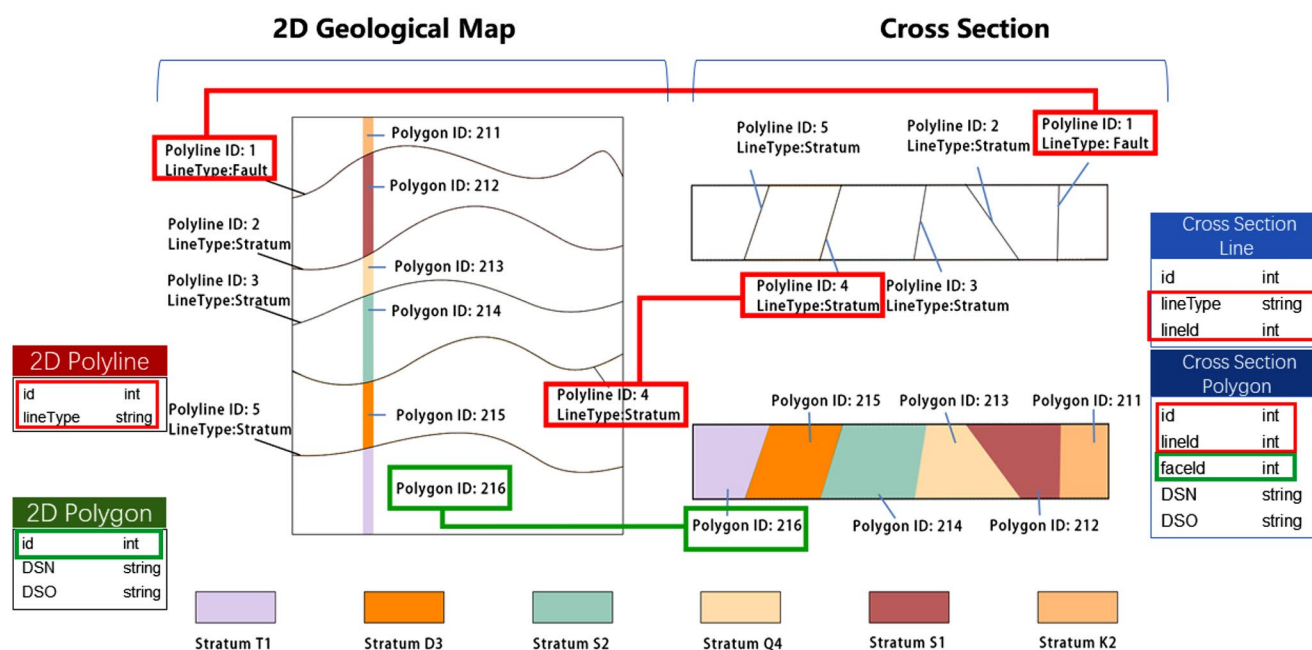 2D Geological Map
Cross Section
Polyline ID: 1
LineType:Fault
Polygon ID: 211
Polygon ID: 212
Polyline ID: 2
LineType:Stratum
Polygon ID: 213
Polyline ID: 3
LineType:Stratum
Polygon ID: 214
Polyline ID: 4
LineType:Stratum
Polyline ID: 5
LineType:Stratum
Polygon ID: 215
Polygon ID: 216
2D Polyline
id int
lineType string
2D Polygon
id int
DSN string
DSO string
Polyline ID: 5
LineType:Stratum
Polyline ID: 2
LineType:Stratum
Polyline ID: 1
LineType: Fault
Polyline ID: 4
LineType:Stratum
Polyline ID: 3
LineType:Stratum
Polygon ID: 215
Polygon ID: 213
Polygon ID: 211
Polygon ID: 216
Polygon ID: 214
Polygon ID: 212
Cross Section
Line
id int
lineType string
lineId int
Cross Section
Polygon
id int
lineId int
faceId int
DSN string
DSO string
Stratum T1
Stratum D3
Stratum S2
Stratum Q4
Stratum S1
Stratum K2